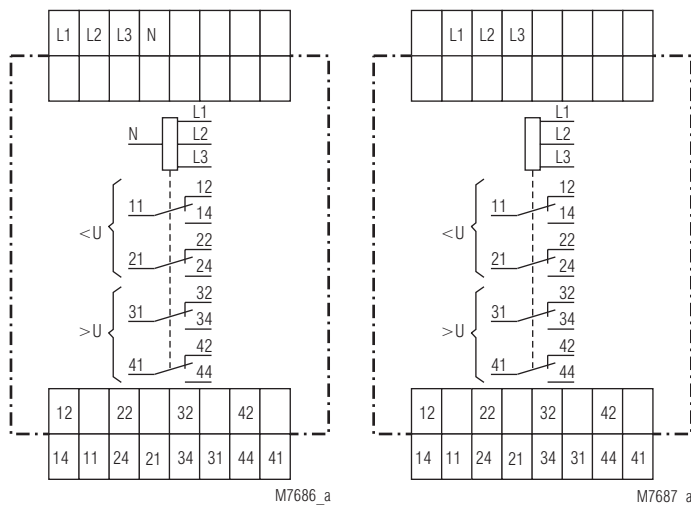 L1 L2 L3 N
L1
N L2
L3
12
11 14
<U
22
21 24
32
31 34
>U
42
41 44
12 22 32 42
14 11 24 21 34 31 44 41
M7686_a
L1 L2 L3
L1
L2
L3
12
11 14
<U
22
21 24
32
31 34
>U
42
41 44
12 22 32 42
14 11 24 21 34 31 44 41
M7687_a